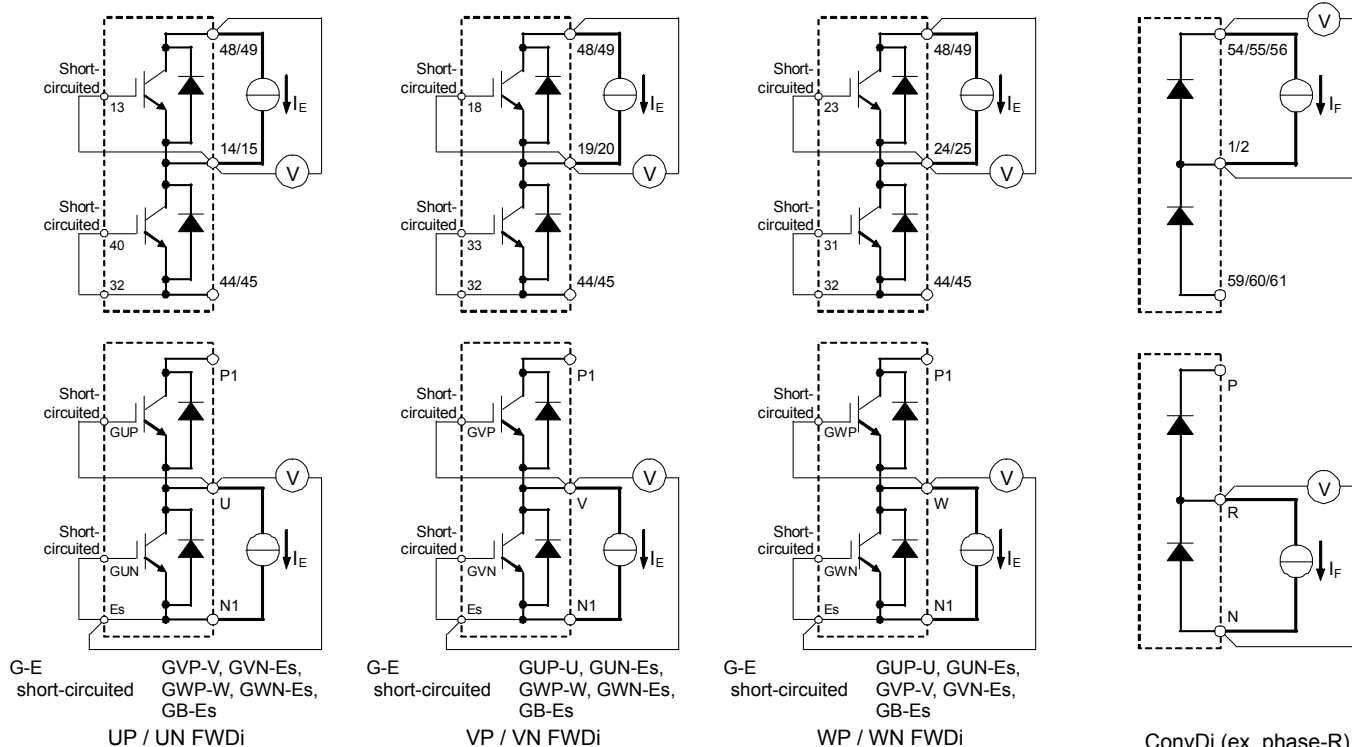 48/49
Short-
circuited
13
I_E
14/15
V
Short-
circuited
40
32
44/45
48/49
Short-
circuited
18
I_E
19/20
V
Short-
circuited
33
32
44/45
48/49
Short-
circuited
23
I_E
24/25
V
Short-
circuited
31
32
44/45
V
54/55/56
I_F
1/2
59/60/61
P1
Short-
circuited
GUP
V
U
Short-
circuited
GUN
I_E
Es
N1
G-E
short-circuited
GVP-V, GVN-Es,
GWP-W, GWN-Es,
GB-Es
UP / UN FWDi
P1
Short-
circuited
GVP
V
V
Short-
circuited
GVN
I_E
Es
N1
G-E
short-circuited
GUP-U, GUN-Es,
GWP-W, GWN-Es,
GB-Es
VP / VN FWDi
P1
Short-
circuited
GWP
V
W
Short-
circuited
GWN
I_E
Es
N1
G-E
short-circuited
GUP-U, GUN-Es,
GVP-V, GVN-Es,
GB-Es
WP / WN FWDi
P
V
R
I_F
N
ConvDi (ex. phase-R)